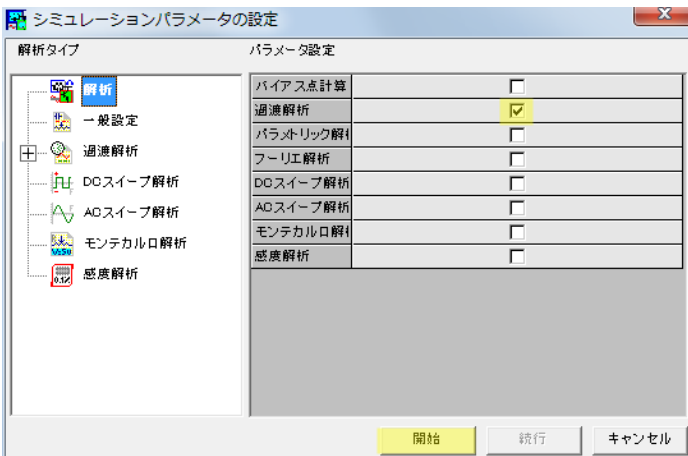 シミュレーションパラメータの設定
解析タイプ
パラメータ設定
解析
一般設定
過渡解析
DCスイープ解析
ACスイープ解析
モンテカルロ解析
感度解析
バイアス点計算
過渡解析
パラメトリック解析
フーリエ解析
DCスイープ解析
ACスイープ解析
モンテカルロ解析
感度解析
開始
続行
キャンセル